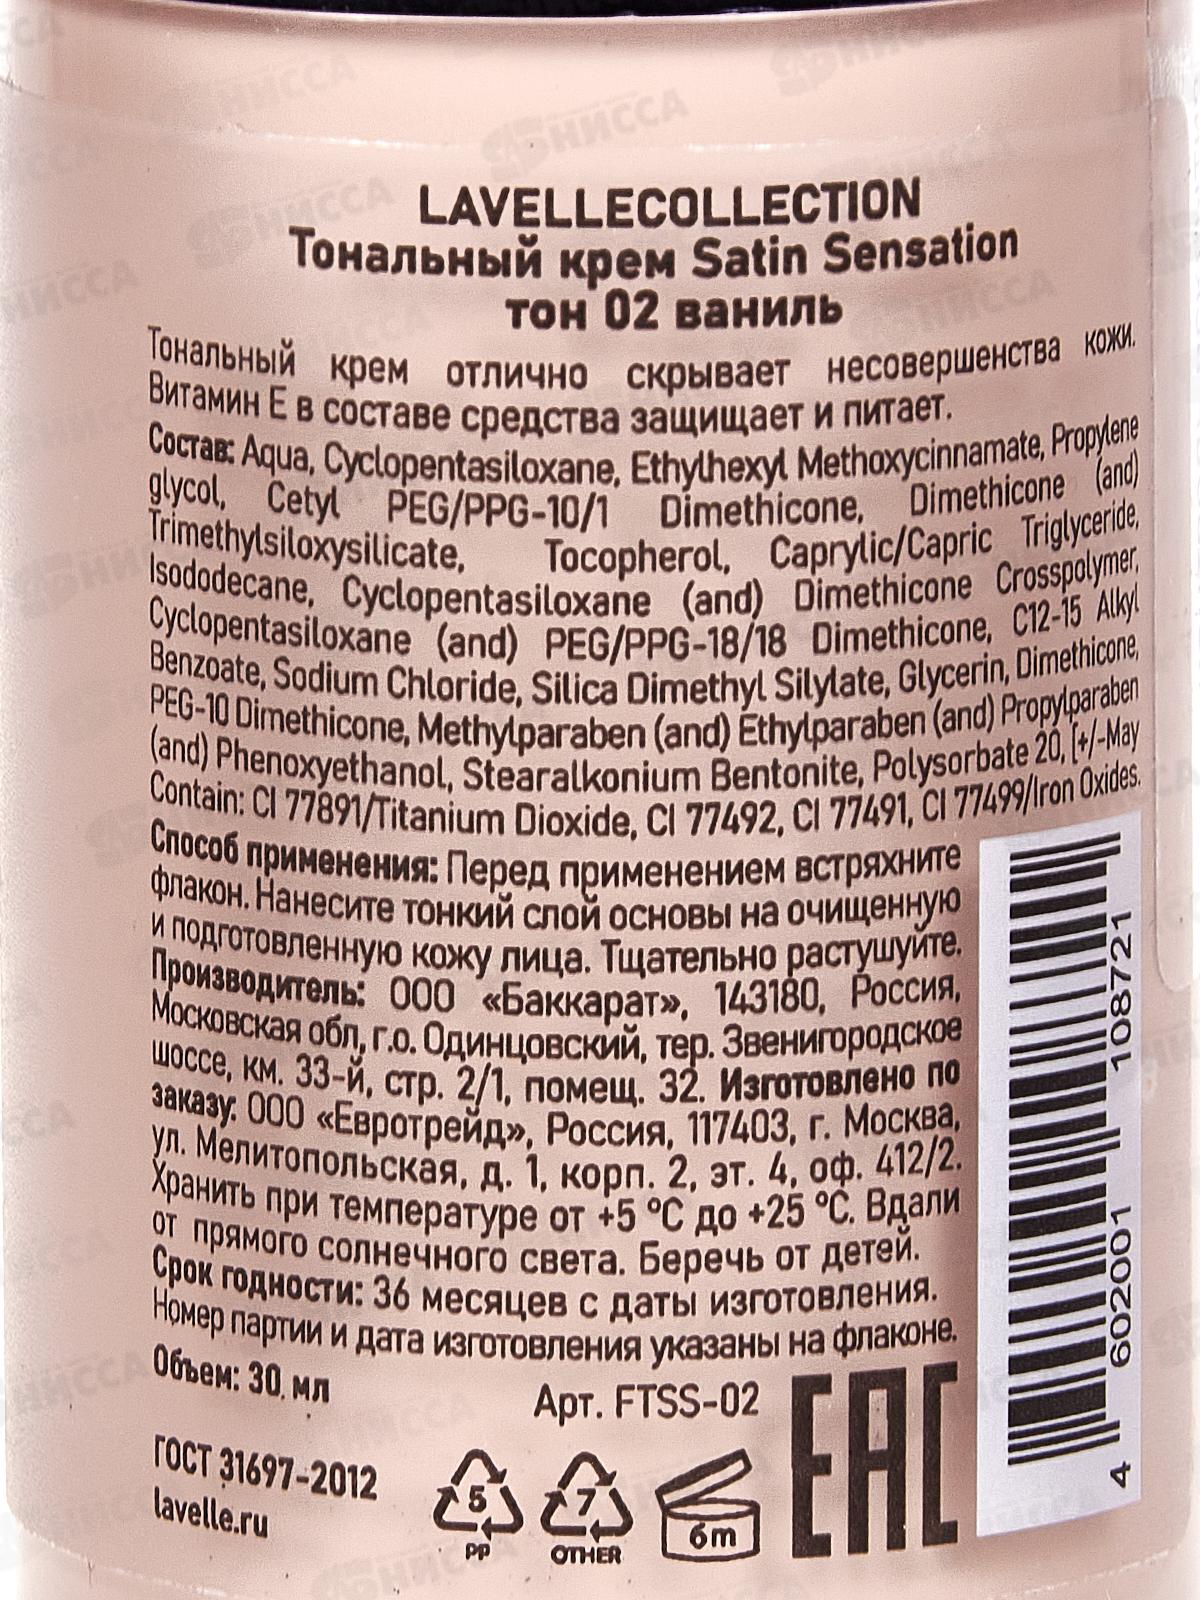 LAVELLECOLLECTION
Тональный крем Satin Sensation
тон 02 ваниль
Тональный крем отлично скрывает несовершенства кожи.
Витамин Е в составе средства защищает и питает.
Состав: Aqua, Cyclopentasiloxane, Ethylhexyl Methoxycinnamate, Propylene
glycol, Cetyl PEG/PPG-10/1 Dimethicone, Dimethicone (and)
Trimethylsiloxysilicate, Tocopherol, Caprylic/Capric Triglyceride,
Isododecane, Cyclopentasiloxane (and) Dimethicone Crosspolymer,
Cyclopentasiloxane (and) PEG/PPG-18/18 Dimethicone, C12-15 Alkyl
Benzoate, Sodium Chloride, Silica Dimethyl Silylate, Glycerin, Dimethicone,
PEG-10 Dimethicone, Methylparaben (and) Ethylparaben (and) Propylparaben
(and) Phenoxyethanol, Stearalkonium Bentonite, Polysorbate 20, [+/-May
Contain: CI 77891/Titanium Dioxide, CI 77492, CI 77491, CI 77499/Iron Oxides.
Способ применения: Перед применением встряхните
флакон. Нанесите тонкий слой основы на очищенную
и подготовленную кожу лица. Тщательно растушуйте.
Производитель: ООО «Баккарат», 143180, Россия,
Московская обл, г.о. Одинцовский, тер. Звенигородское
шоссе, км. 33-й, стр. 2/1, помещ. 32. Изготовлено по
заказу: ООО «Евротрейд», Россия, 117403, г. Москва,
ул. Мелитопольская, д. 1, корп. 2, эт. 4, оф. 412/2.
Хранить при температуре от +5 °С до +25 °С. Вдали
от прямого солнечного света. Беречь от детей.
Срок годности: 36 месяцев с даты изготовления.
Номер партии и дата изготовления указаны на флаконе.
Объем: 30 мл
Арт. FTSS-02
ГОСТ 31697-2012
lavelle.ru
5
PP
7
OTHER
6m
EAC
4 602001 108721
НИССА